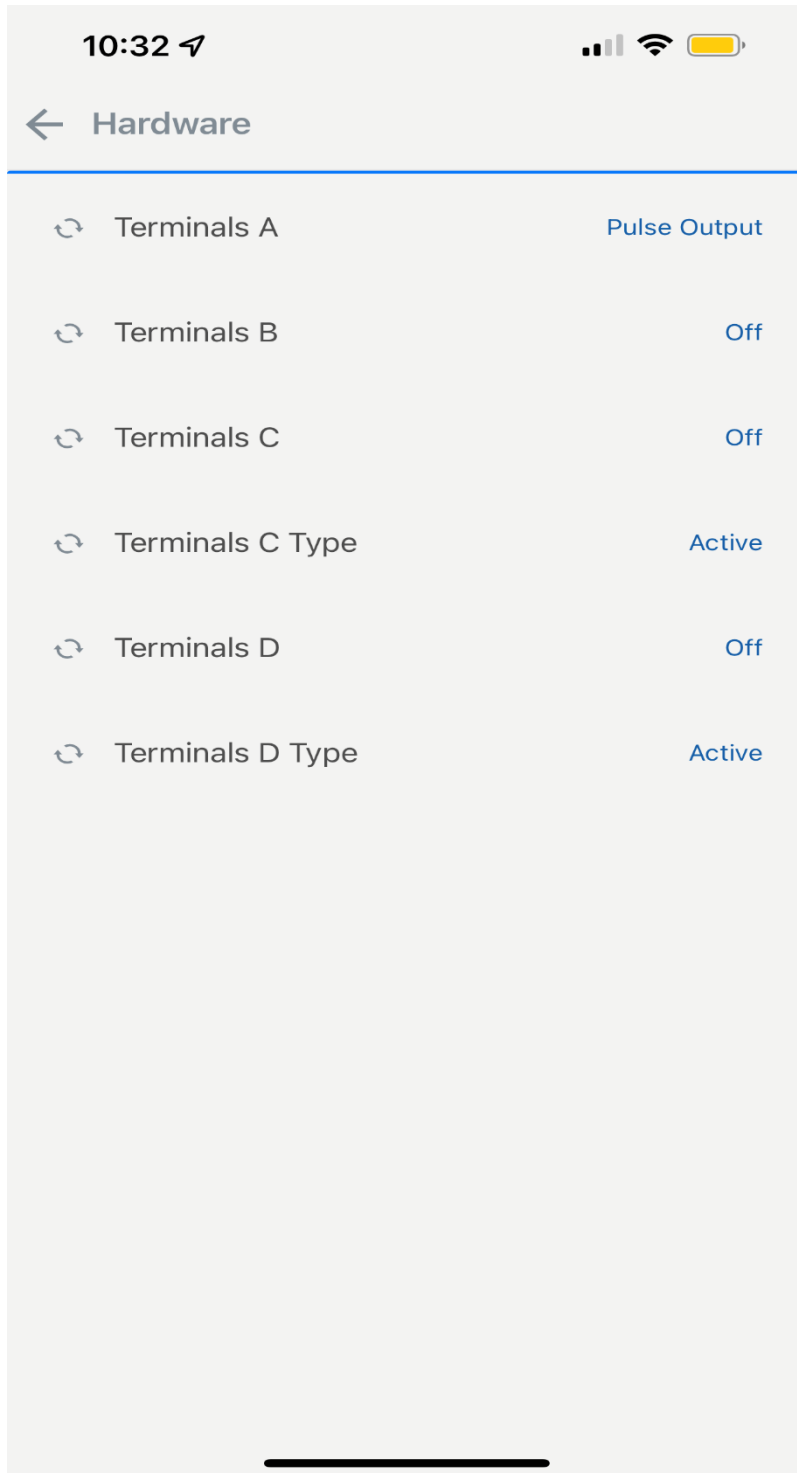 10:32
Hardware
Terminals A Pulse Output
Terminals B Off
Terminals C Off
Terminals C Type Active
Terminals D Off
Terminals D Type Active